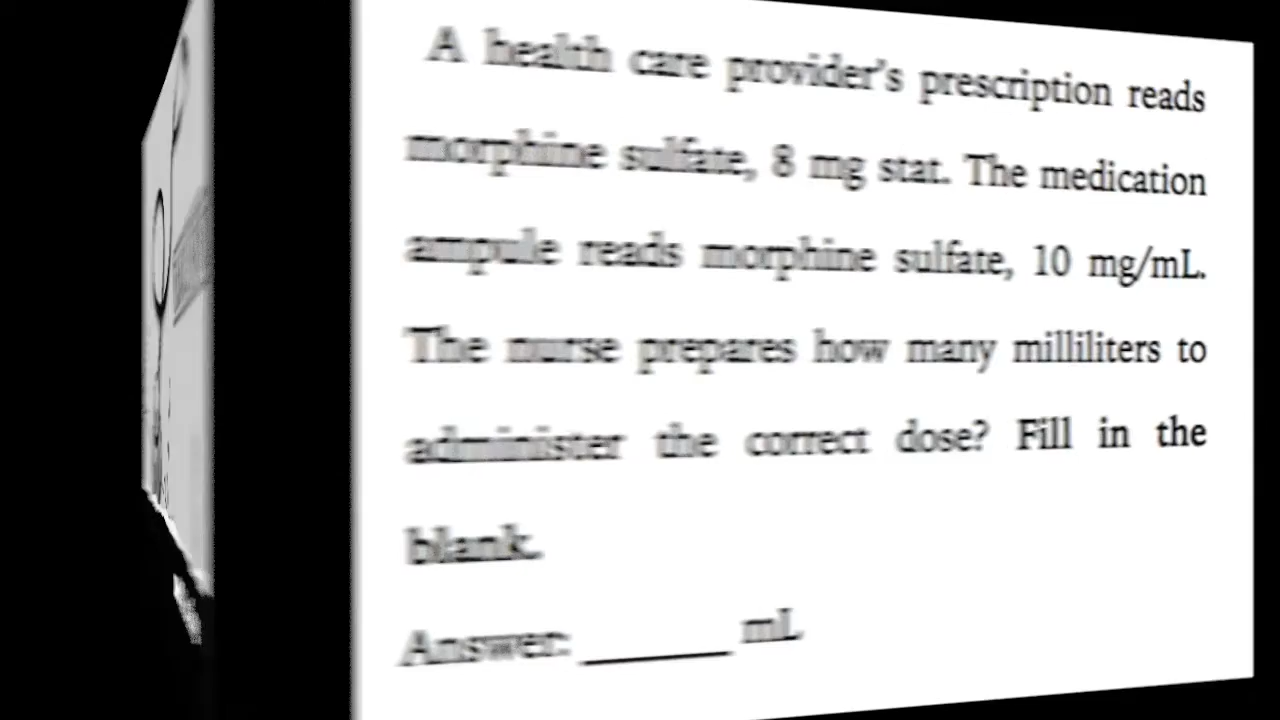 A health care provider's prescription reads
morphine sulfate, 8 mg stat. The medication
ampule reads morphine sulfate, 10 mg/mL.
The nurse prepares how many milliliters to
administer the correct dose? Fill in the
blank.
Answer: ______ mL